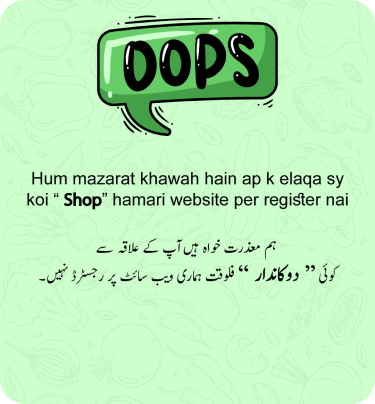 OOPS
Hum mazarat khawah hain ap k elaqa sy
koi “ Shop” hamari website per register nai
ہم معذرت خواہ ہیں آپ کے علاقہ سے
کوئی ” دوکاندار “ فلوقت ہماری ویب سائٹ پر رجسٹرڈ نہیں۔